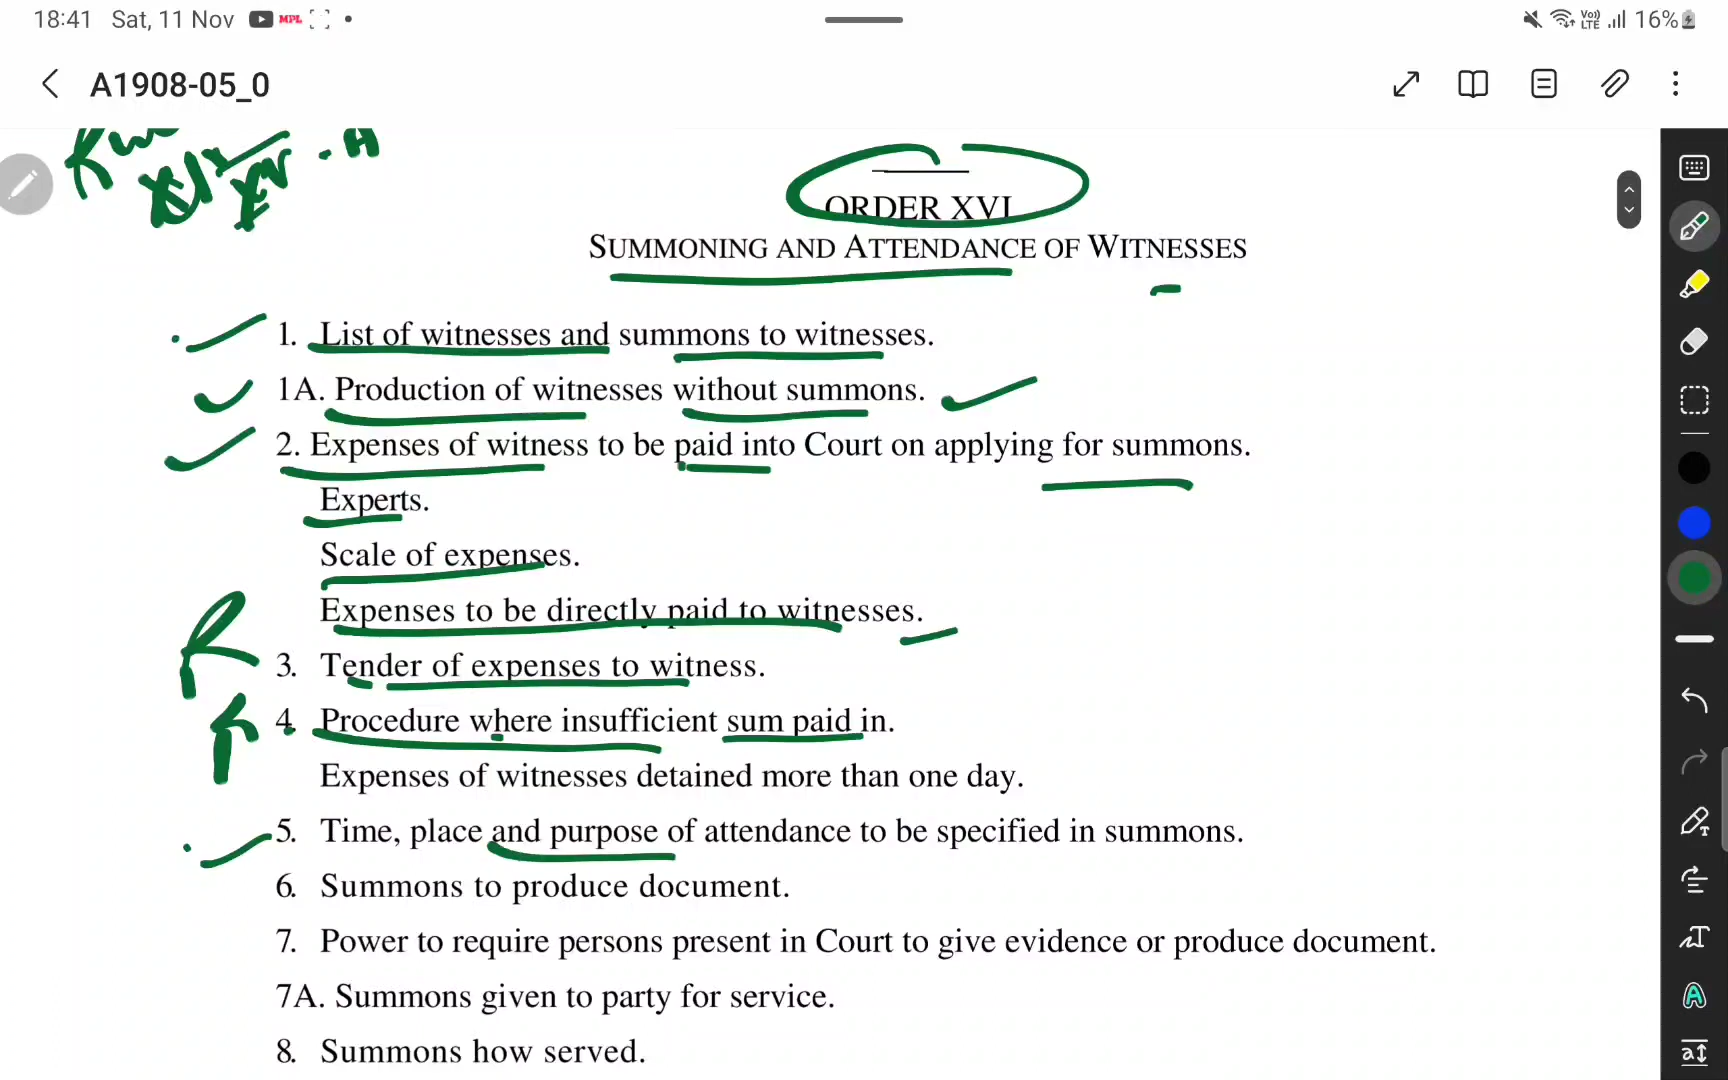 18:41 Sat, 11 Nov MPL 16%
A1908-05_0
ORDER XVI
SUMMONING AND ATTENDANCE OF WITNESSES
1. List of witnesses and summons to witnesses.
1A. Production of witnesses without summons.
2. Expenses of witness to be paid into Court on applying for summons.
Experts.
Scale of expenses.
Expenses to be directly paid to witnesses.
R 3. Tender of expenses to witness.
4. Procedure where insufficient sum paid in.
Expenses of witnesses detained more than one day.
5. Time, place and purpose of attendance to be specified in summons.
6. Summons to produce document.
7. Power to require persons present in Court to give evidence or produce document.
7A. Summons given to party for service.
8. Summons how served.